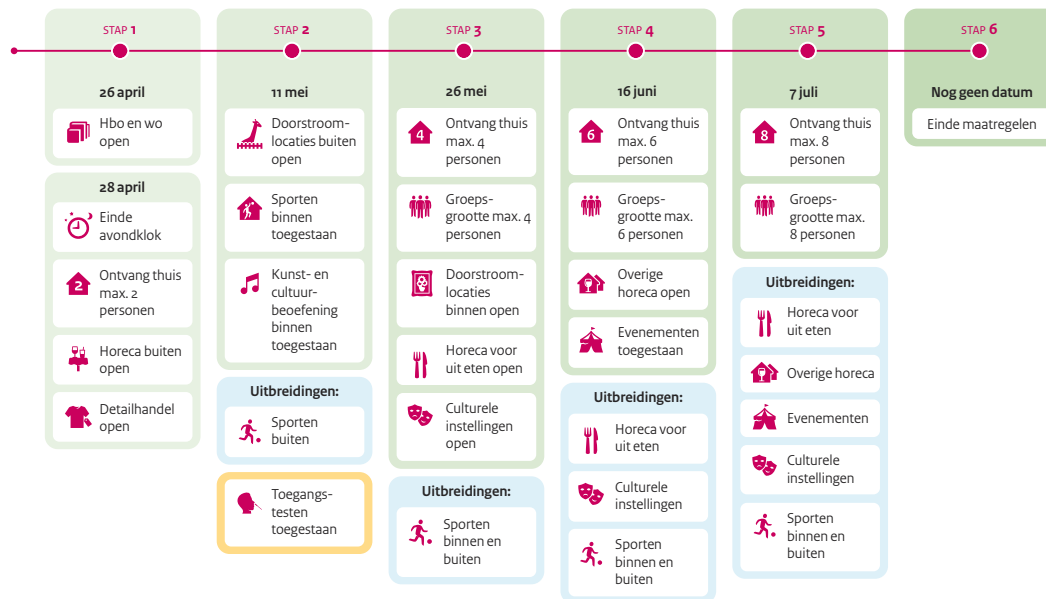 STAP 1
26 april
Hbo en wo
open
28 april
Einde
avondklok
2
Ontvang thuis
max. 2
personen
Horeca buiten
open
Detailhandel
open
STAP 2
11 mei
Doorstroom-
locaties buiten
open
Sporten
binnen
toegestaan
Kunst- en
cultuur-
beoefening
binnen
toegestaan
Uitbreidingen:
Sporten
buiten
Toegangs-
testen
toegestaan
STAP 3
26 mei
4
Ontvang thuis
max. 4
personen
Groeps-
grootte max. 4
personen
Doorstroom-
locaties
binnen open
Horeca voor
uit eten open
Culturele
instellingen
open
Uitbreidingen:
Sporten
binnen en
buiten
STAP 4
16 juni
6
Ontvang thuis
max. 6
personen
Groeps-
grootte max.
6 personen
Overige
horeca open
Evenementen
toegestaan
Uitbreidingen:
Horeca voor
uit eten
Culturele
instellingen
Sporten
binnen en
buiten
STAP 5
7 juli
8
Ontvang thuis
max. 8
personen
Groeps-
grootte max.
8 personen
Uitbreidingen:
Horeca voor
uit eten
Overige horeca
Evenementen
Culturele
instellingen
Sporten
binnen en
buiten
STAP 6
Nog geen datum
Einde maatregelen